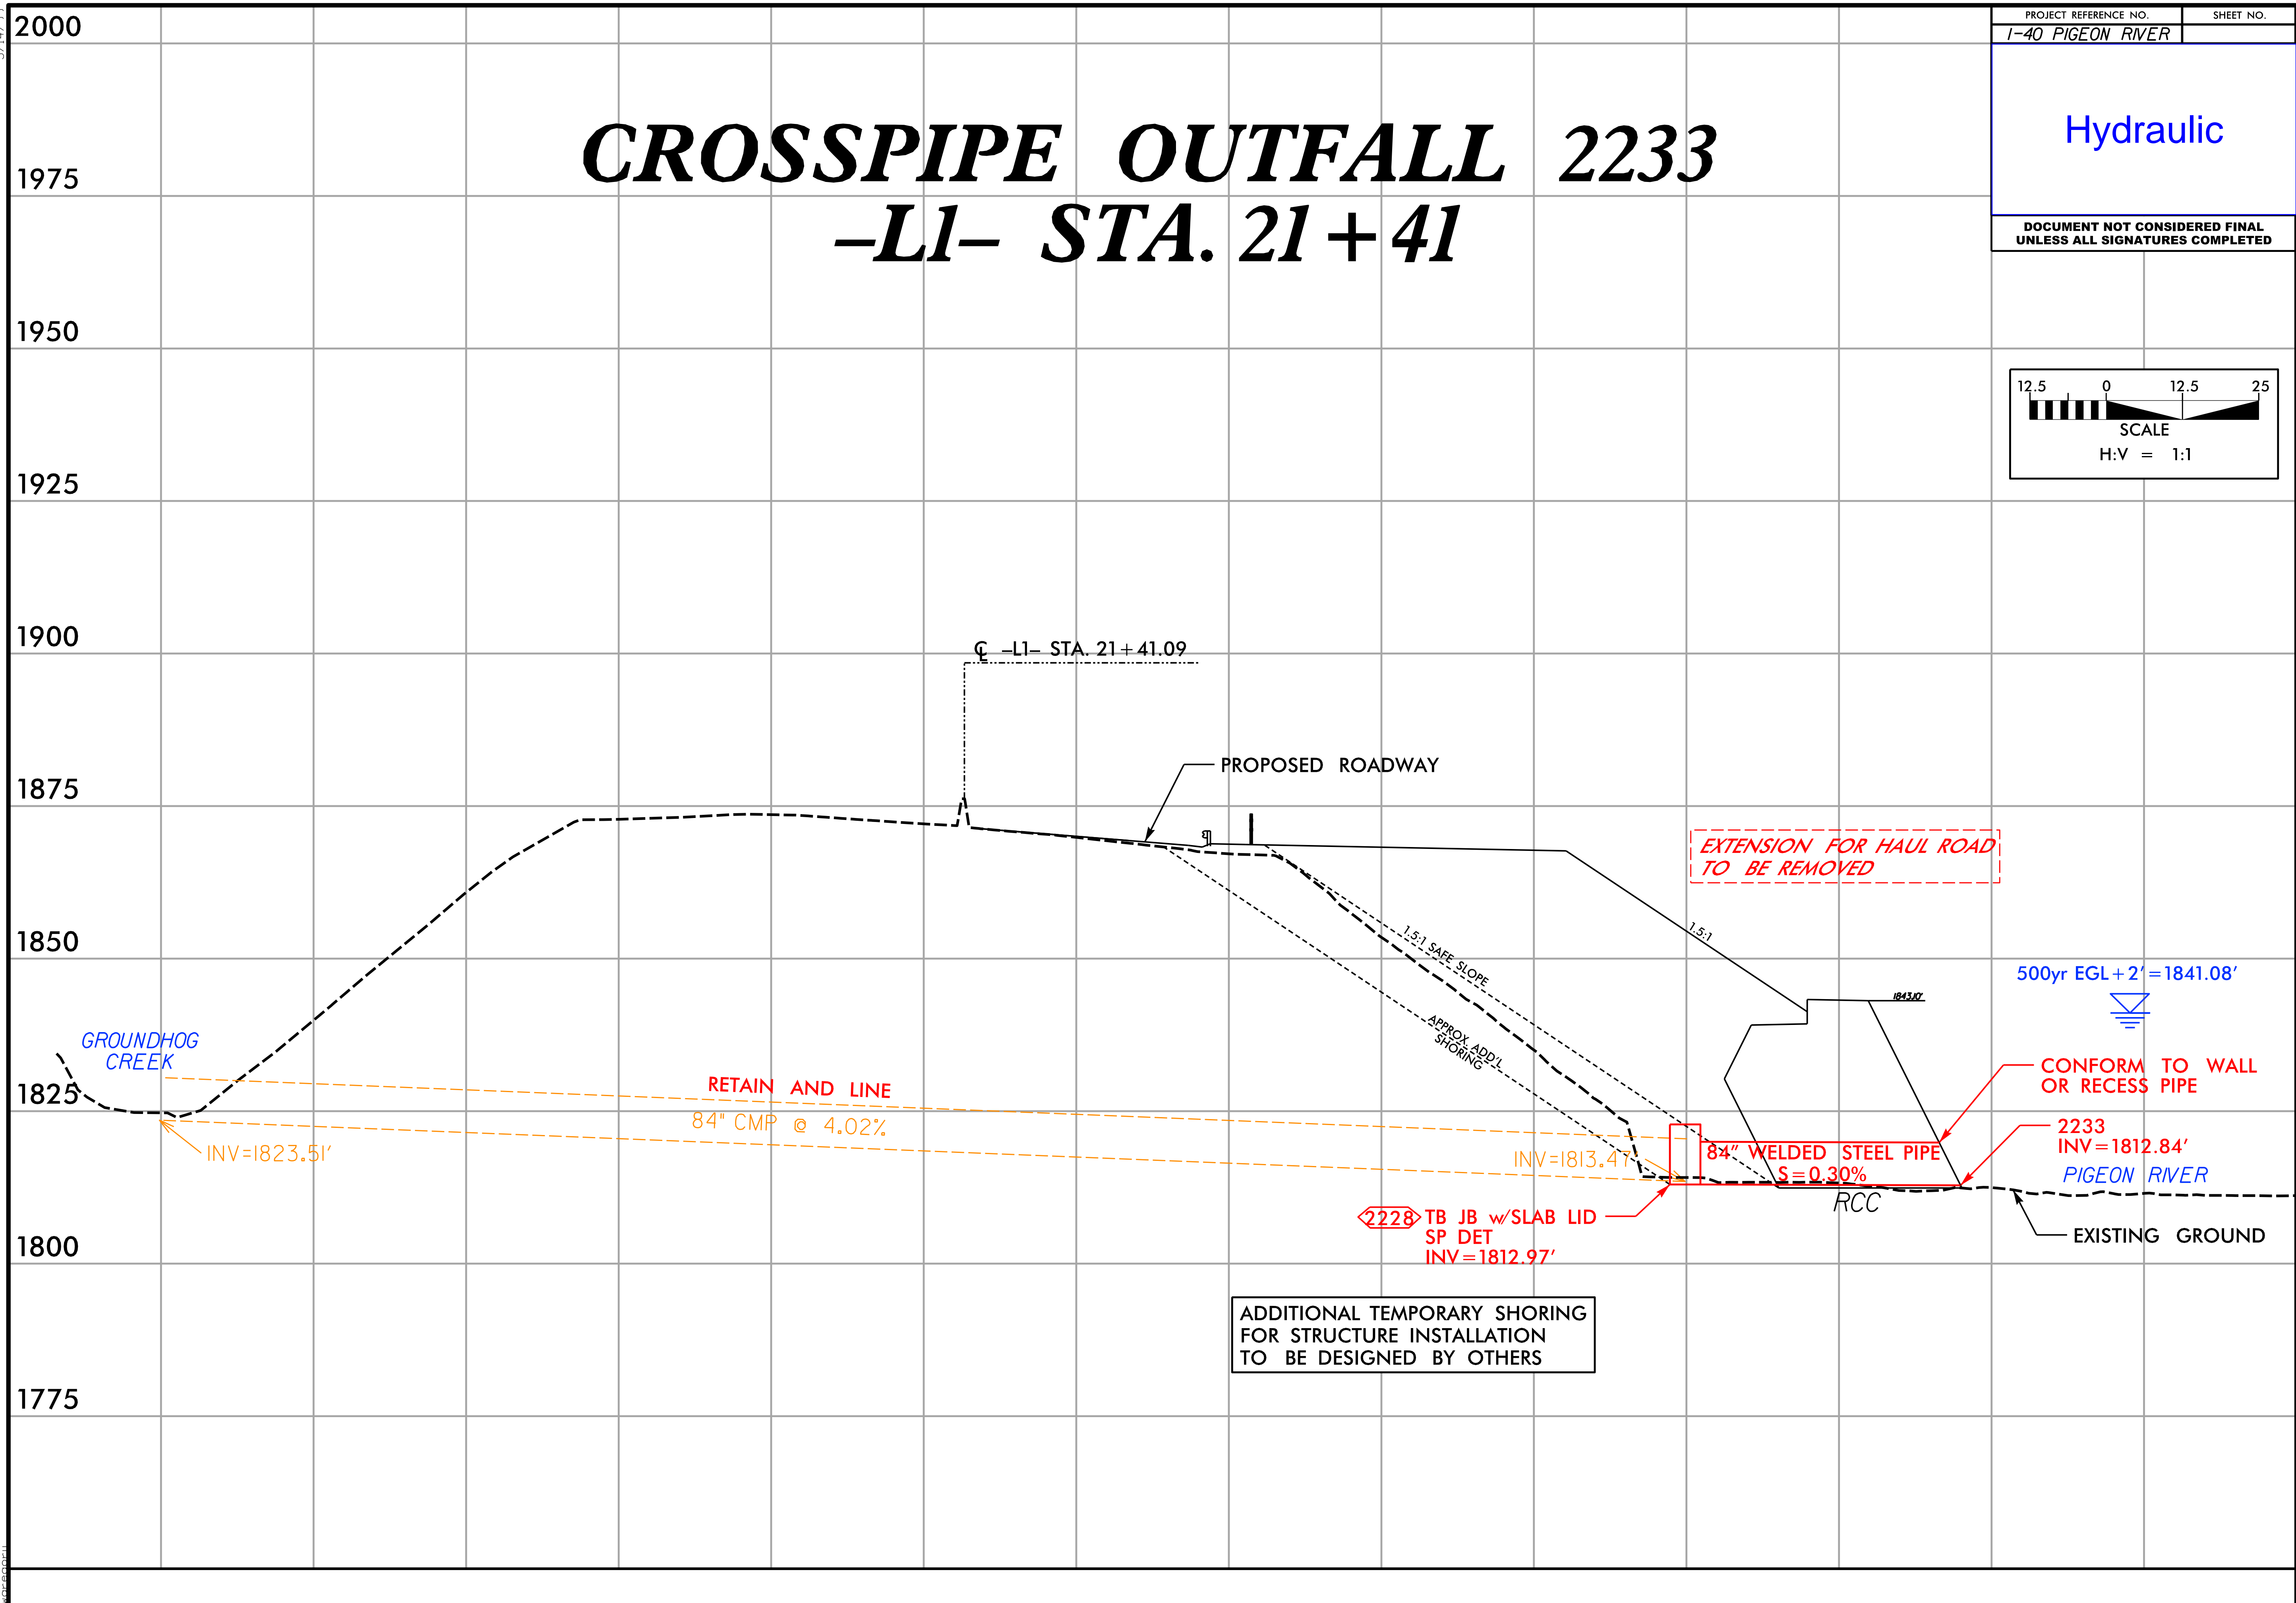 2000
PROJECT REFERENCE NO.
SHEET NO.
I-40 PIGEON RIVER
Hydraulic
DOCUMENT NOT CONSIDERED FINAL
UNLESS ALL SIGNATURES COMPLETED
CROSSPIPE OUTFALL 2233
-L1- STA. 21+41
1975
1950
12.5 0 12.5 25
SCALE
H:V = 1:1
1925
1900
℄ -L1- STA. 21+41.09
PROPOSED ROADWAY
1875
EXTENSION FOR HAUL ROAD
TO BE REMOVED
1850
1.5:1 SAFE SLOPE
1.5:1
APPROX. ADD'L
SHORING
1843.10'
500yr EGL+2'=1841.08'
GROUNDHOG
CREEK
1825
RETAIN AND LINE
84" CMP @ 4.02%
INV=1823.51'
INV=1813.47'
84" WELDED STEEL PIPE
S=0.30%
CONFORM TO WALL
OR RECESS PIPE
2233
INV=1812.84'
PIGEON RIVER
RCC
2228 TB JB w/SLAB LID
SP DET
INV=1812.97'
EXISTING GROUND
1800
ADDITIONAL TEMPORARY SHORING
FOR STRUCTURE INSTALLATION
TO BE DESIGNED BY OTHERS
1775